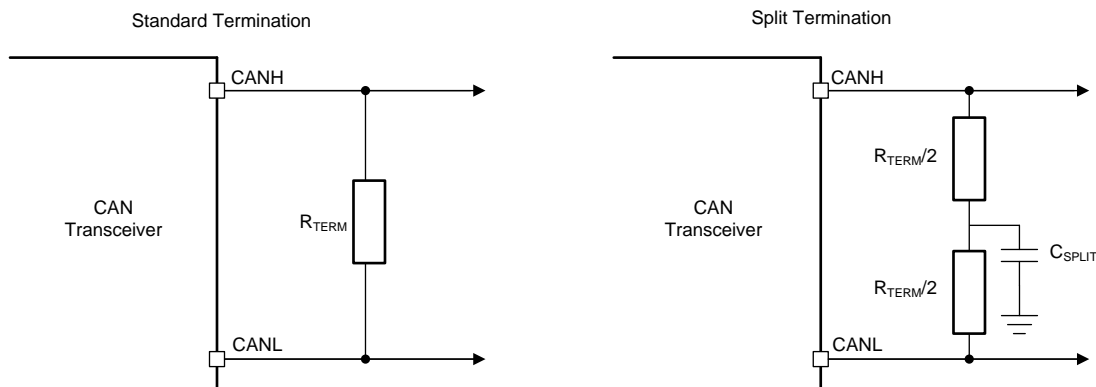 Standard Termination
CANH
CAN
Transceiver
RTERM
CANL
Split Termination
CANH
RTERM/2
CAN
Transceiver
CSPLIT
RTERM/2
CANL